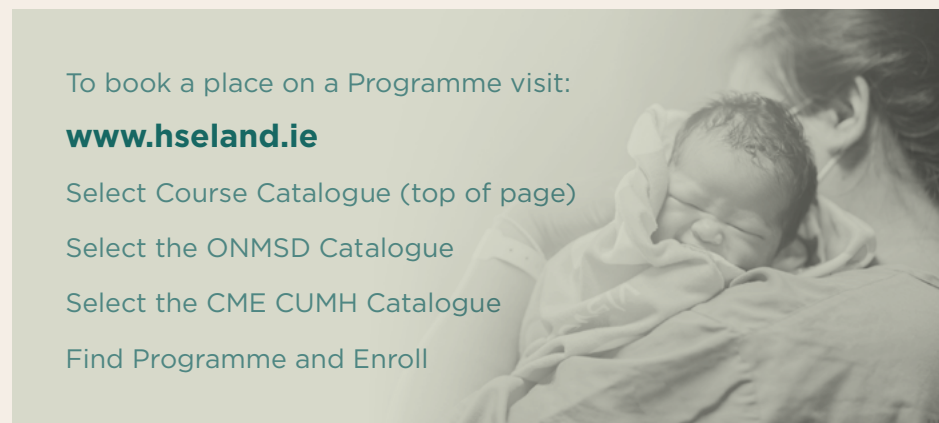 To book a place on a Programme visit:
www.hseland.ie
Select Course Catalogue (top of page)
Select the ONMSD Catalogue
Select the CME CUMH Catalogue
Find Programme and Enroll